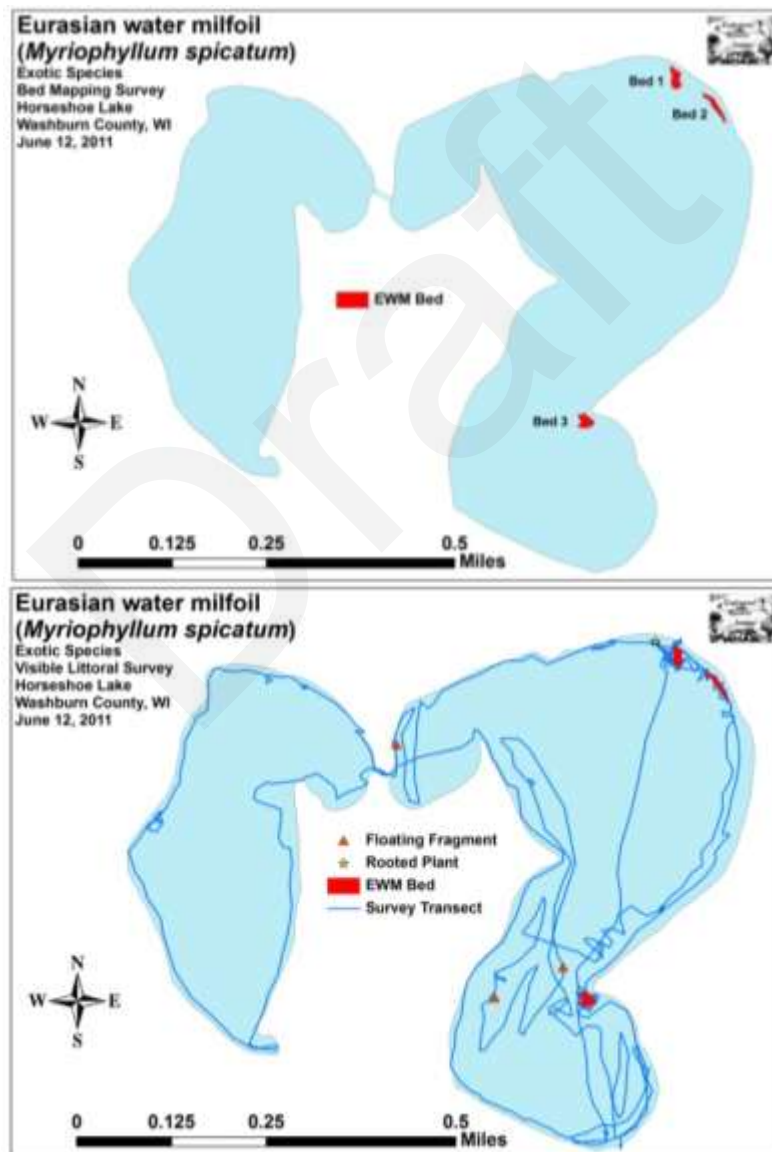 Eurasian water milfoil
(Myriophyllum spicatum)
Exotic Species
Bed Mapping Survey
Horseshoe Lake
Washburn County, WI
June 12, 2011
Bed 1
Bed 2
EWM Bed
N
W E
S
Bed 3
0 0.125 0.25 0.5
Miles
Draft
Eurasian water milfoil
(Myriophyllum spicatum)
Exotic Species
Visible Littoral Survey
Horseshoe Lake
Washburn County, WI
June 12, 2011
Floating Fragment
Rooted Plant
EWM Bed
Survey Transect
N
W E
S
0 0.125 0.25 0.5
Miles